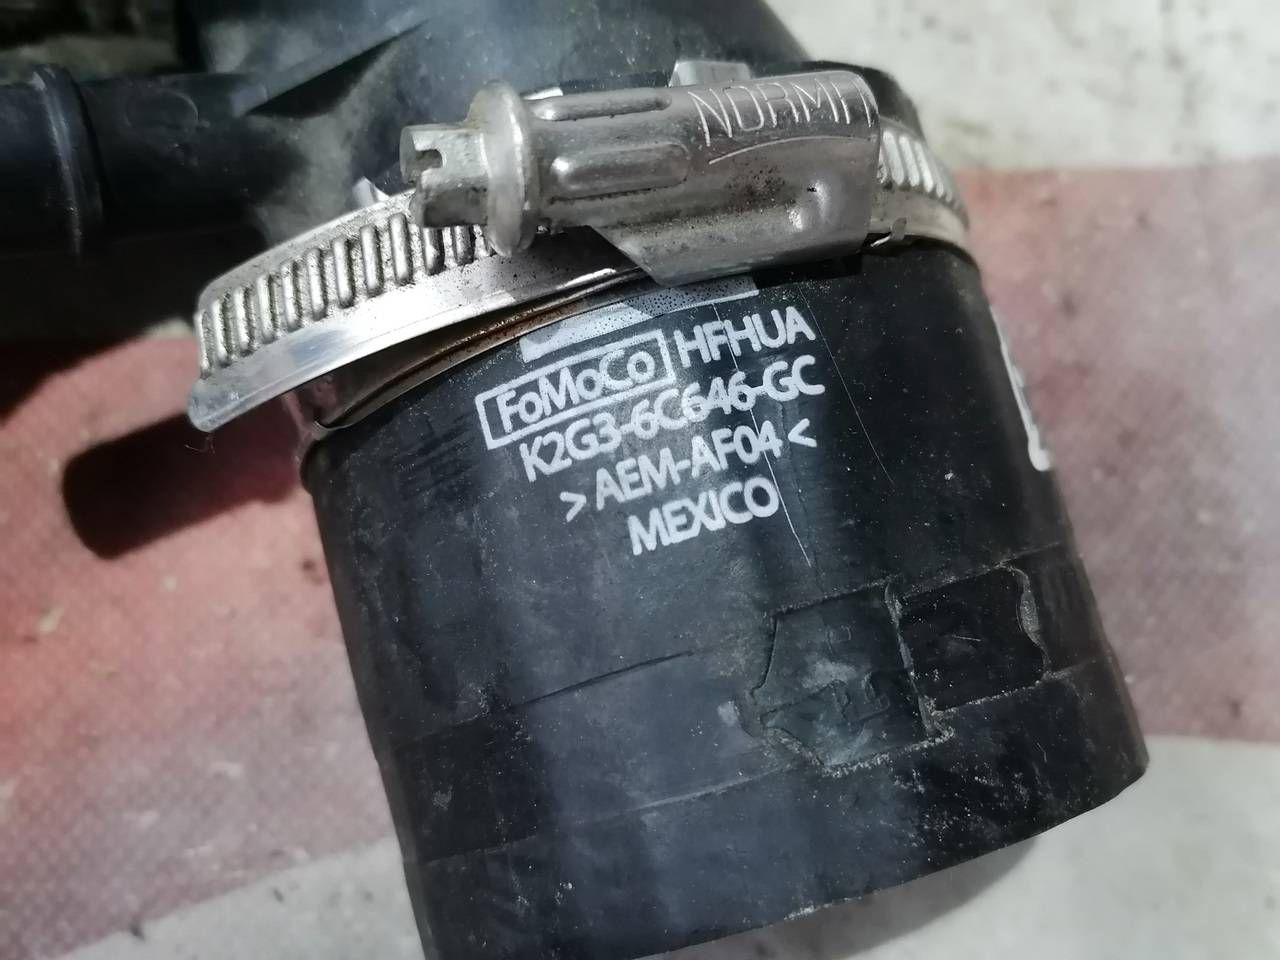 NORMA
FoMoCo HFHUA
K2G3-6C646-GC
>AEM-AF04<
MEXICO